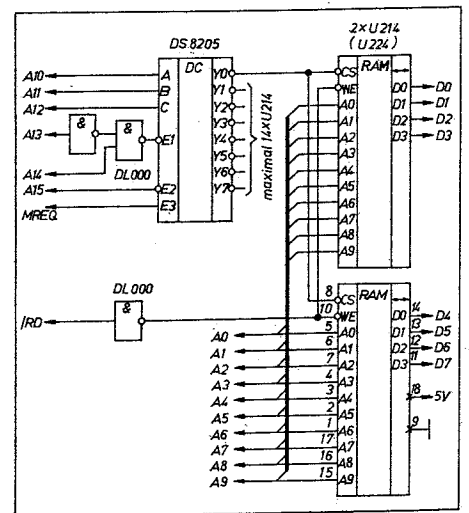 DS 8205
2×U214
(U224)
DC
RAM
A10
A11
A12
A13
A14
A15
MREQ
A
B
C
&
&
DL000
E1
E2
E3
Y0
Y1
Y2
Y3
Y4
Y5
Y6
Y7
maximal 14×U214
CS
WE
A0
A1
A2
A3
A4
A5
A6
A7
A8
A9
D0
D1
D2
D3
D0
D1
D2
D3
DL000
&
/RD
RAM
8
CS
10
WE
A0
5
A0
A1
6
A1
A2
7
A2
A3
4
A3
A4
3
A4
A5
2
A5
A6
1
A6
A7
17
A7
A8
16
A8
A9
15
A9
D0
14
D4
D1
13
D5
D2
12
D6
D3
11
D7
18
5V
9